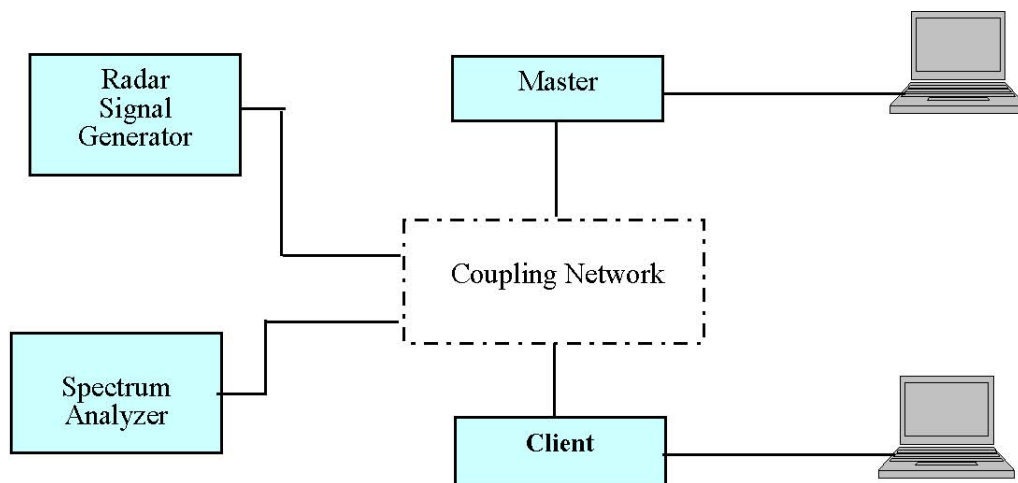 Radar
Signal
Generator
Master
Coupling Network
Spectrum
Analyzer
Client